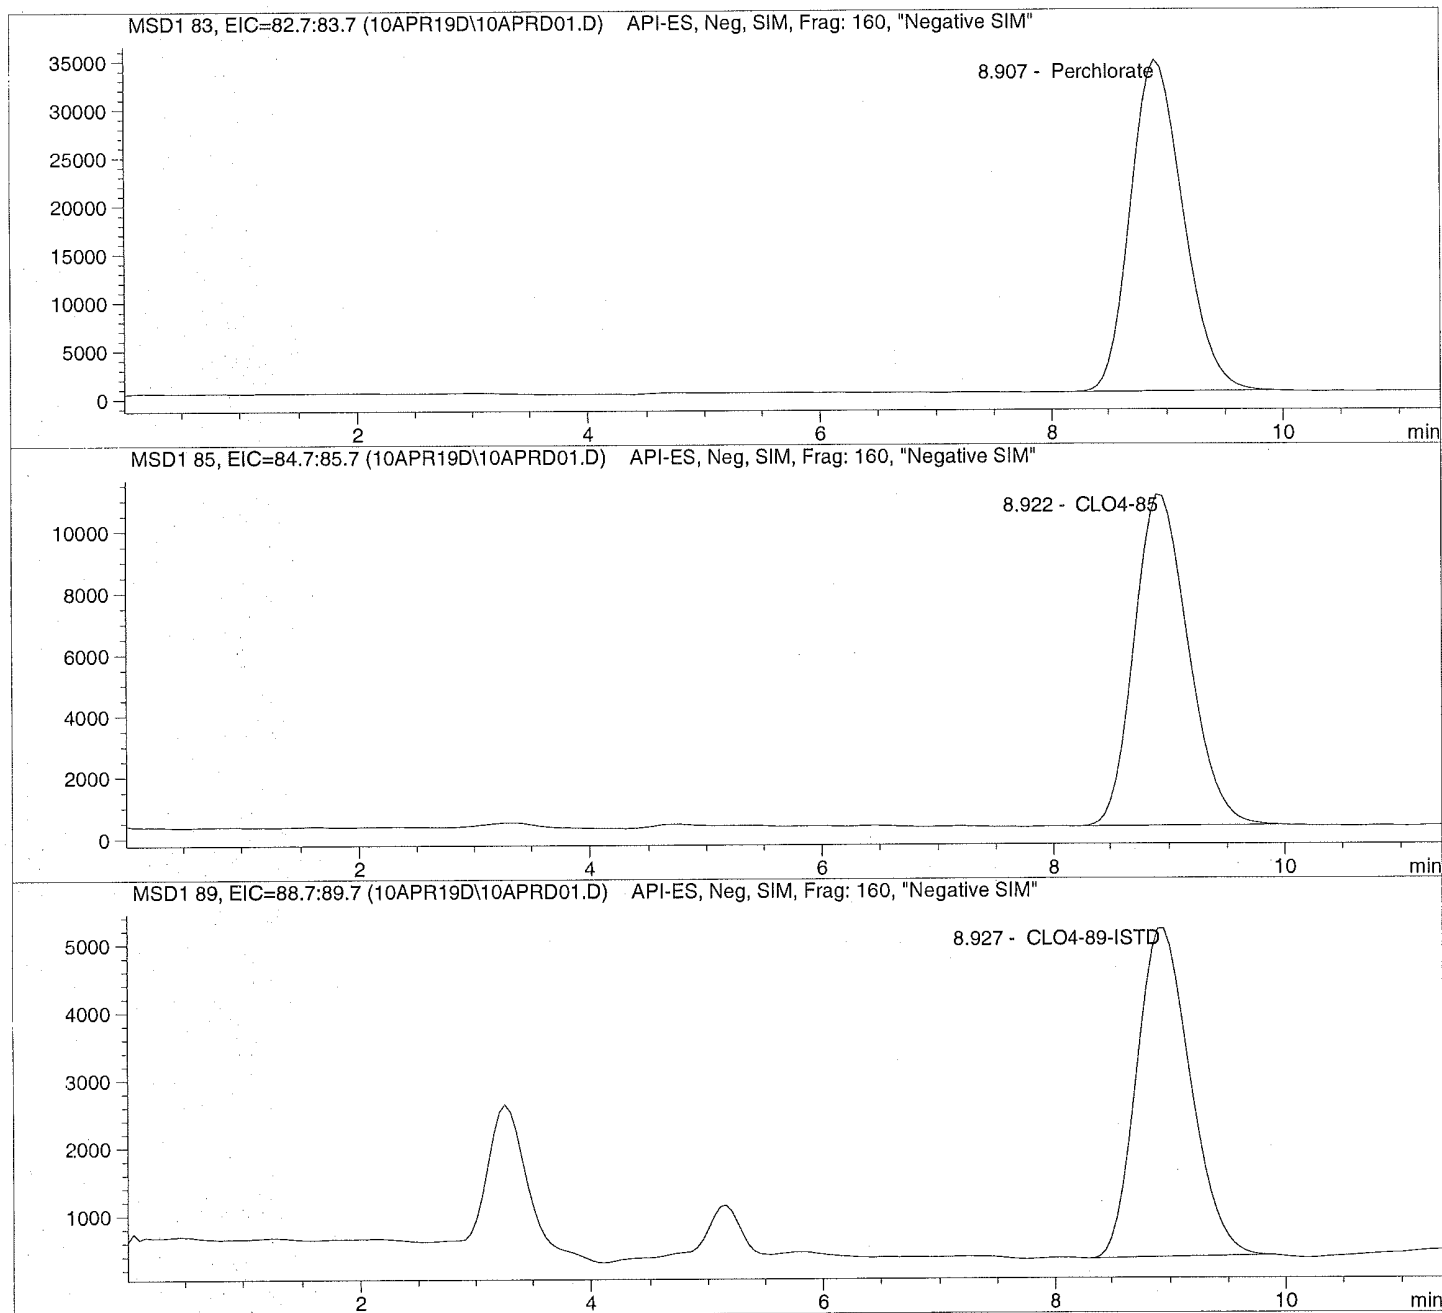 MSD1 83, EIC=82.7:83.7 (10APR19D\10APRD01.D) API-ES, Neg, SIM, Frag: 160, "Negative SIM"
35000
8.907 - Perchlorate
30000
25000
20000
15000
10000
5000
0
2 4 6 8 10 min
MSD1 85, EIC=84.7:85.7 (10APR19D\10APRD01.D) API-ES, Neg, SIM, Frag: 160, "Negative SIM"
8.922 - CLO4-85
10000
8000
6000
4000
2000
0
2 4 6 8 10 min
MSD1 89, EIC=88.7:89.7 (10APR19D\10APRD01.D) API-ES, Neg, SIM, Frag: 160, "Negative SIM"
8.927 - CLO4-89-ISTD
5000
4000
3000
2000
1000
2 4 6 8 10 min